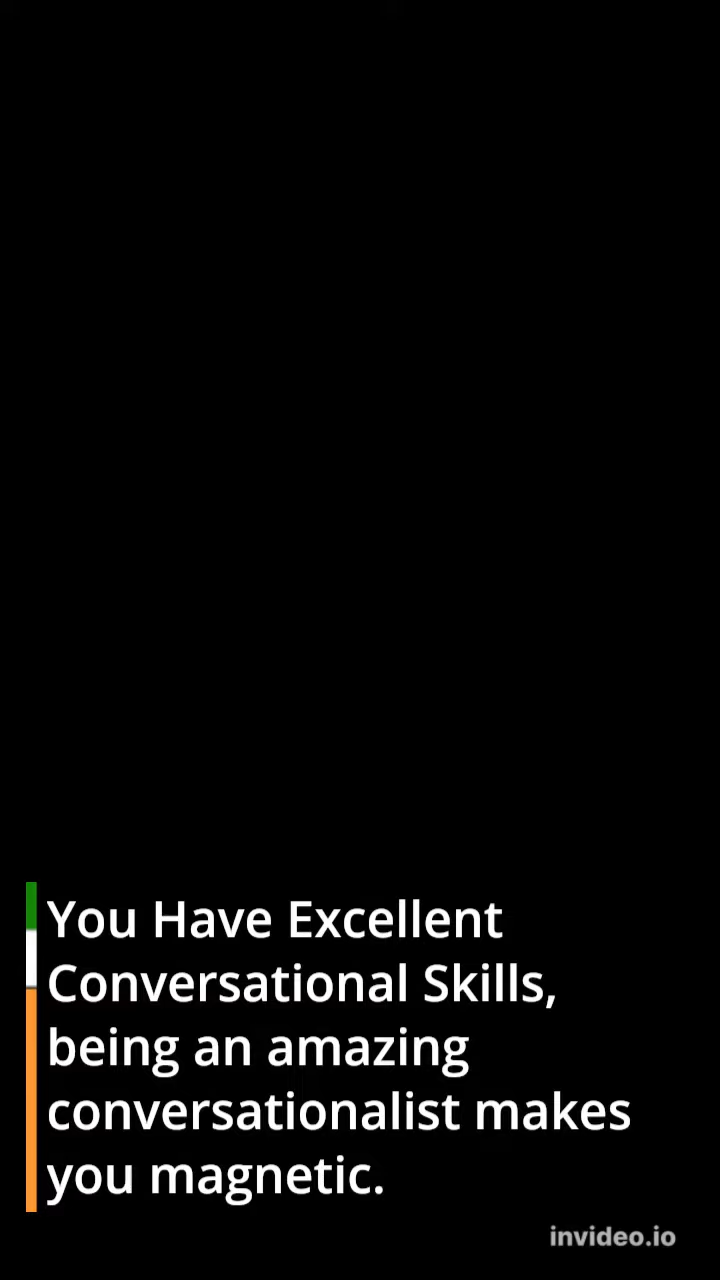 You Have Excellent
Conversational Skills,
being an amazing
conversationalist makes
you magnetic.
invideo.io